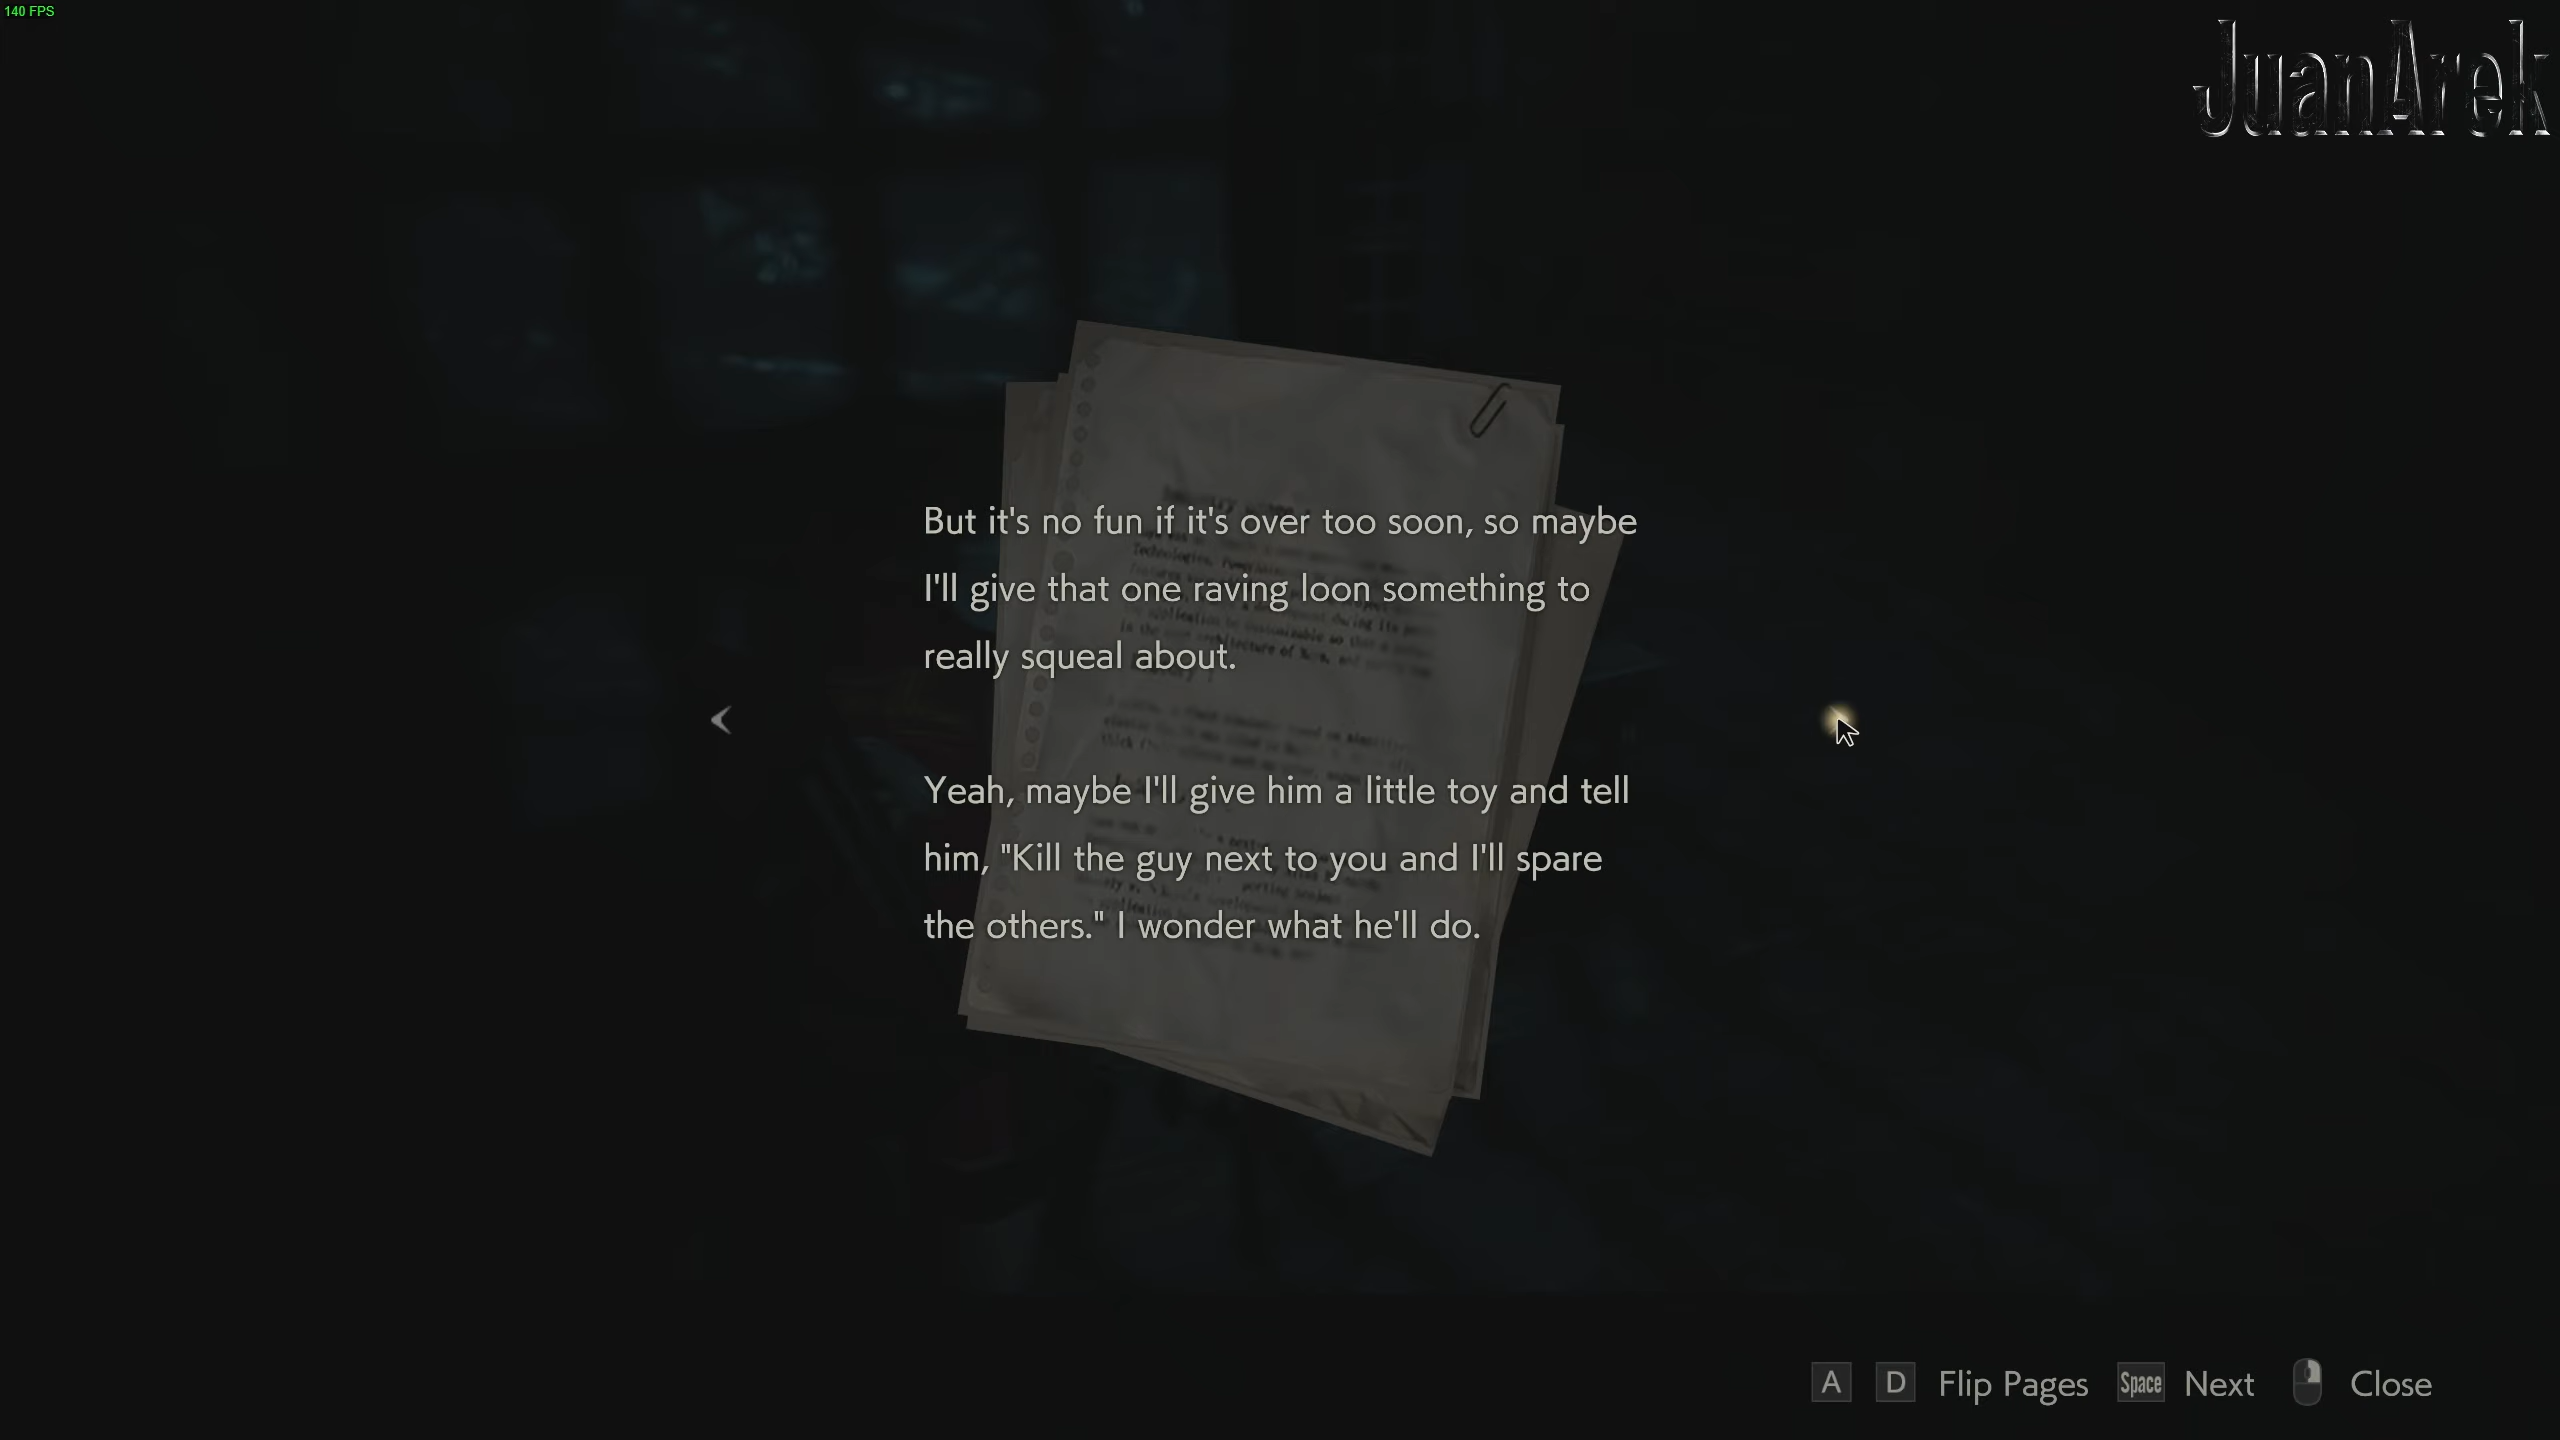 140 FPS
JuanArek
But it's no fun if it's over too soon, so maybe
I'll give that one raving loon something to
really squeal about.
Yeah, maybe I'll give him a little toy and tell
him, "Kill the guy next to you and I'll spare
the others." I wonder what he'll do.
A D Flip Pages Space Next Close